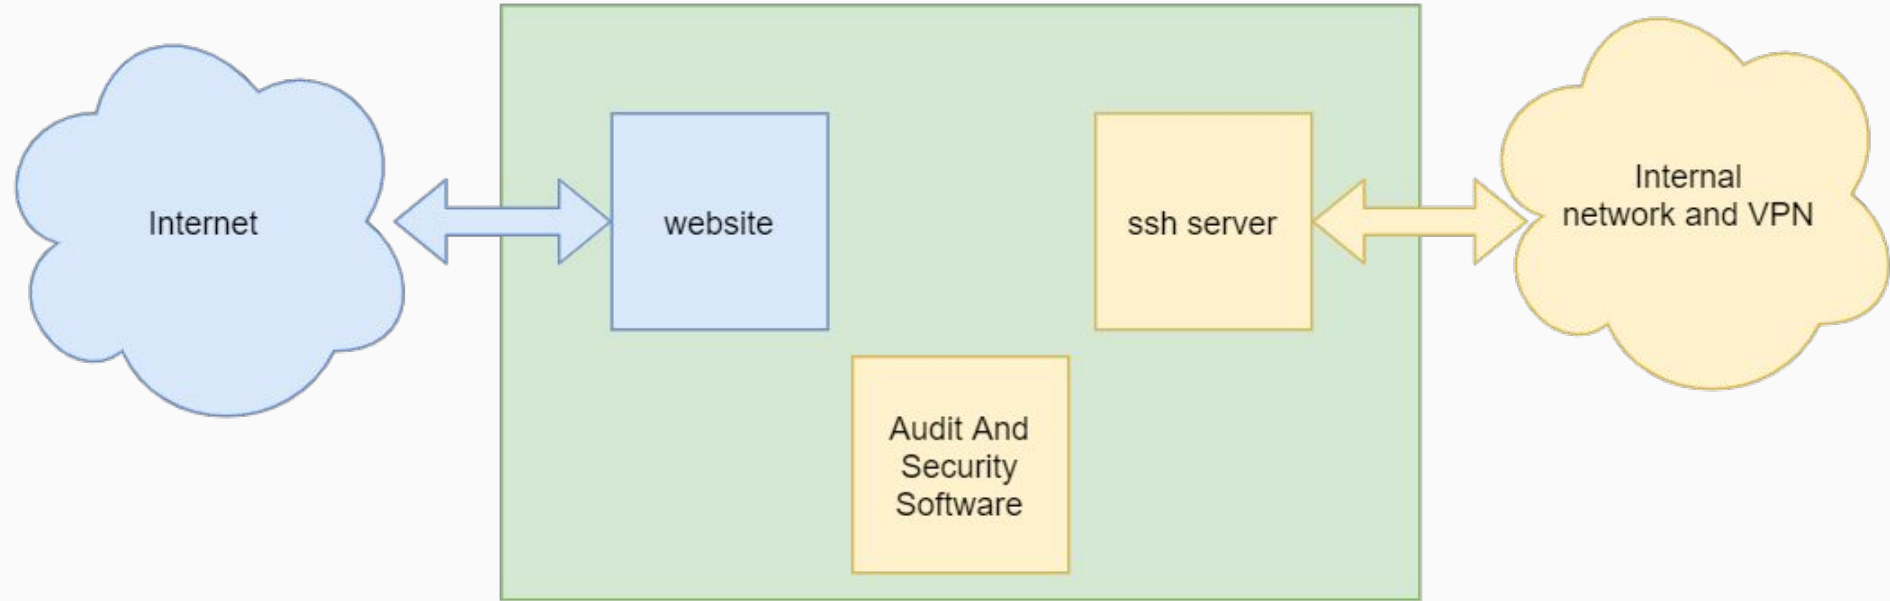 Internet
website
ssh server
Internal
network and VPN
Audit And
Security
Software